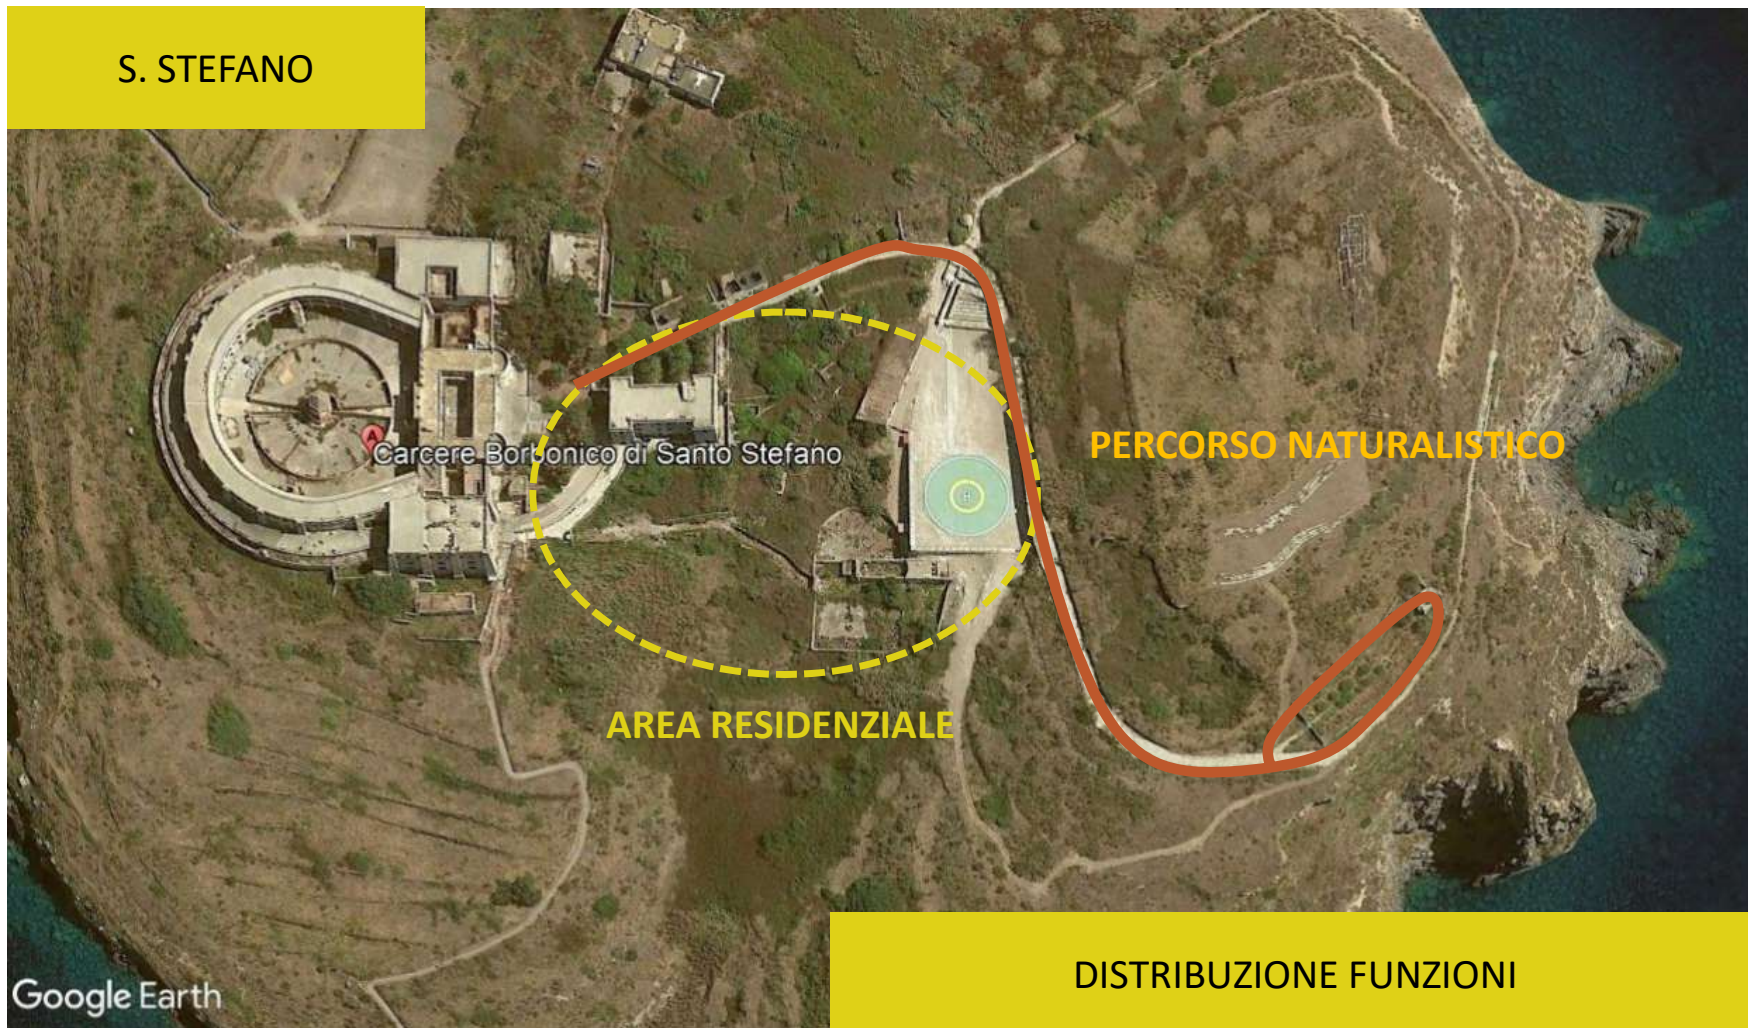 S. STEFANO
A
Carcere Borbonico di Santo Stefano
PERCORSO NATURALISTICO
AREA RESIDENZIALE
DISTRIBUZIONE FUNZIONI
Google Earth